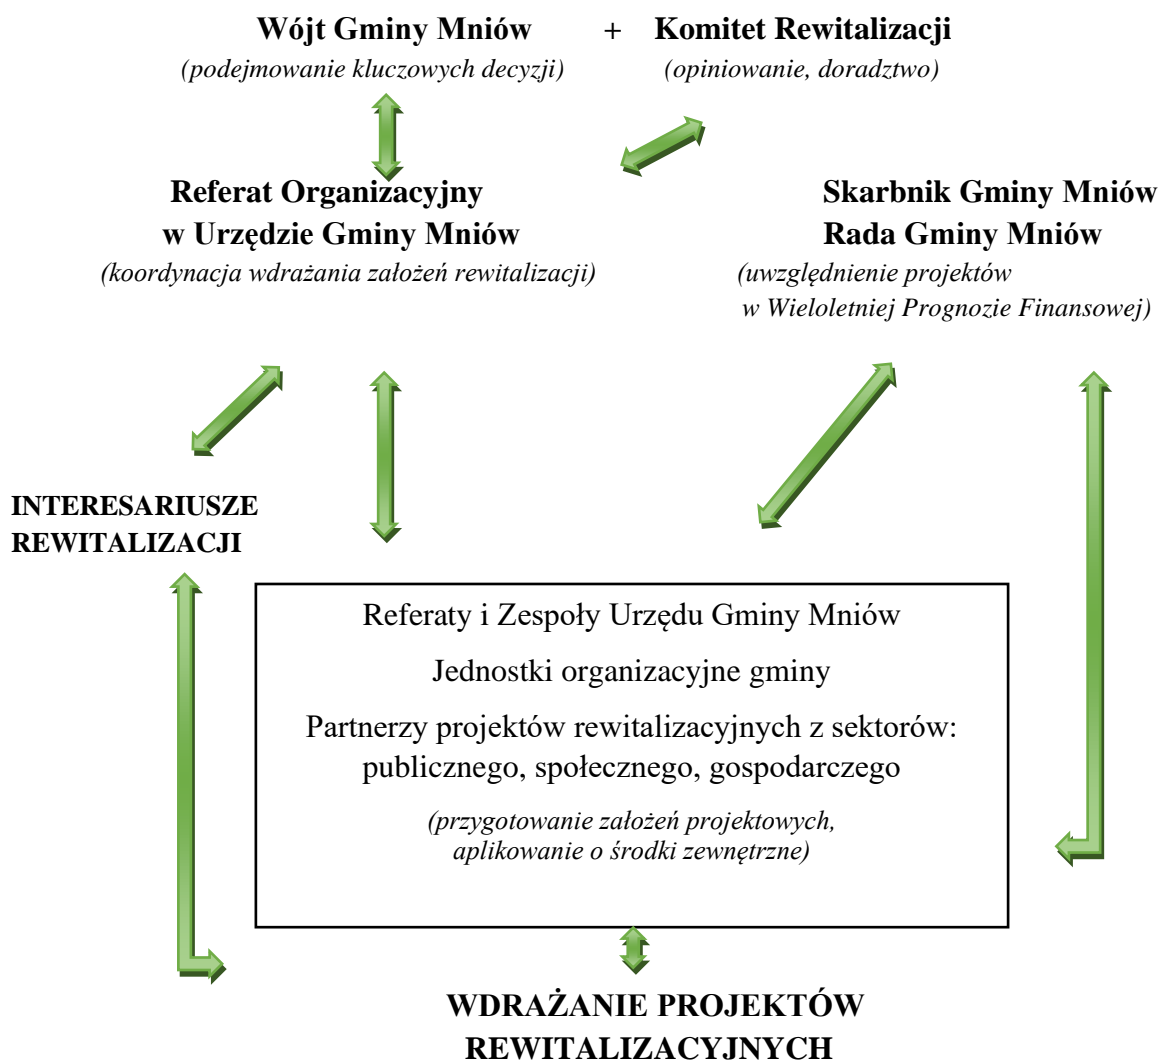 Wójt Gminy Mniów + Komitet Rewitalizacji
(podejmowanie kluczowych decyzji) (opiniowanie, doradztwo)
Referat Organizacyjny
w Urzędzie Gminy Mniów
(koordynacja wdrażania założeń rewitalizacji)
Skarbnik Gminy Mniów
Rada Gminy Mniów
(uwzględnienie projektów
w Wieloletniej Prognozie Finansowej)
INTERESARIUSZE
REWITALIZACJI
Referaty i Zespoły Urzędu Gminy Mniów
Jednostki organizacyjne gminy
Partnerzy projektów rewitalizacyjnych z sektorów:
publicznego, społecznego, gospodarczego
(przygotowanie założeń projektowych,
aplikowanie o środki zewnętrzne)
WDRAŻANIE PROJEKTÓW
REWITALIZACYJNYCH